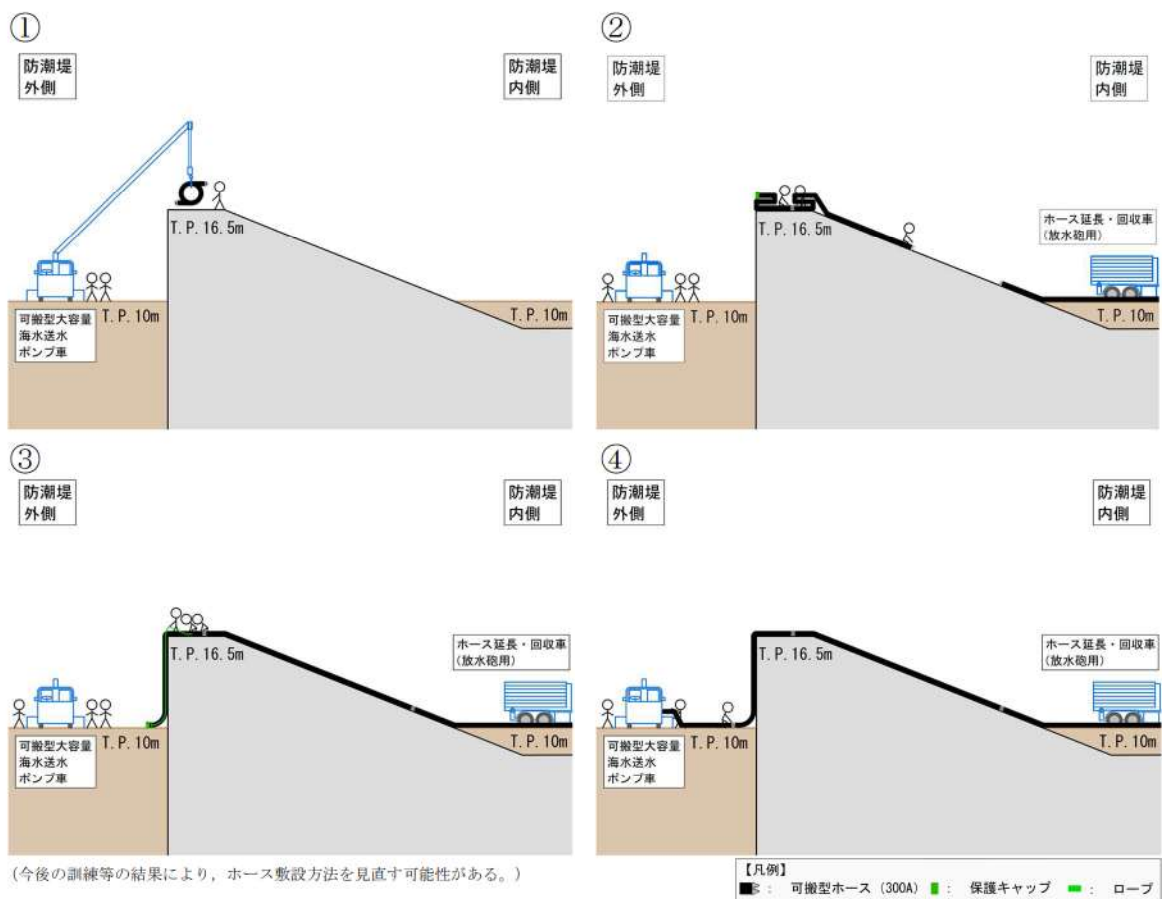 ①
防潮堤
外側
防潮堤
内側
T.P.16.5m
可搬型大容量
海水送水
ポンプ車
T.P.10m
T.P.10m
②
防潮堤
外側
防潮堤
内側
T.P.16.5m
ホース延長・回収車
(放水砲用)
可搬型大容量
海水送水
ポンプ車
T.P.10m
T.P.10m
③
防潮堤
外側
防潮堤
内側
T.P.16.5m
ホース延長・回収車
(放水砲用)
可搬型大容量
海水送水
ポンプ車
T.P.10m
T.P.10m
④
防潮堤
外側
防潮堤
内側
T.P.16.5m
ホース延長・回収車
(放水砲用)
可搬型大容量
海水送水
ポンプ車
T.P.10m
T.P.10m
(今後の訓練等の結果により，ホース敷設方法を見直す可能性がある。)
【凡例】
： 可搬型ホース (300A) ： 保護キャップ ： ロープ